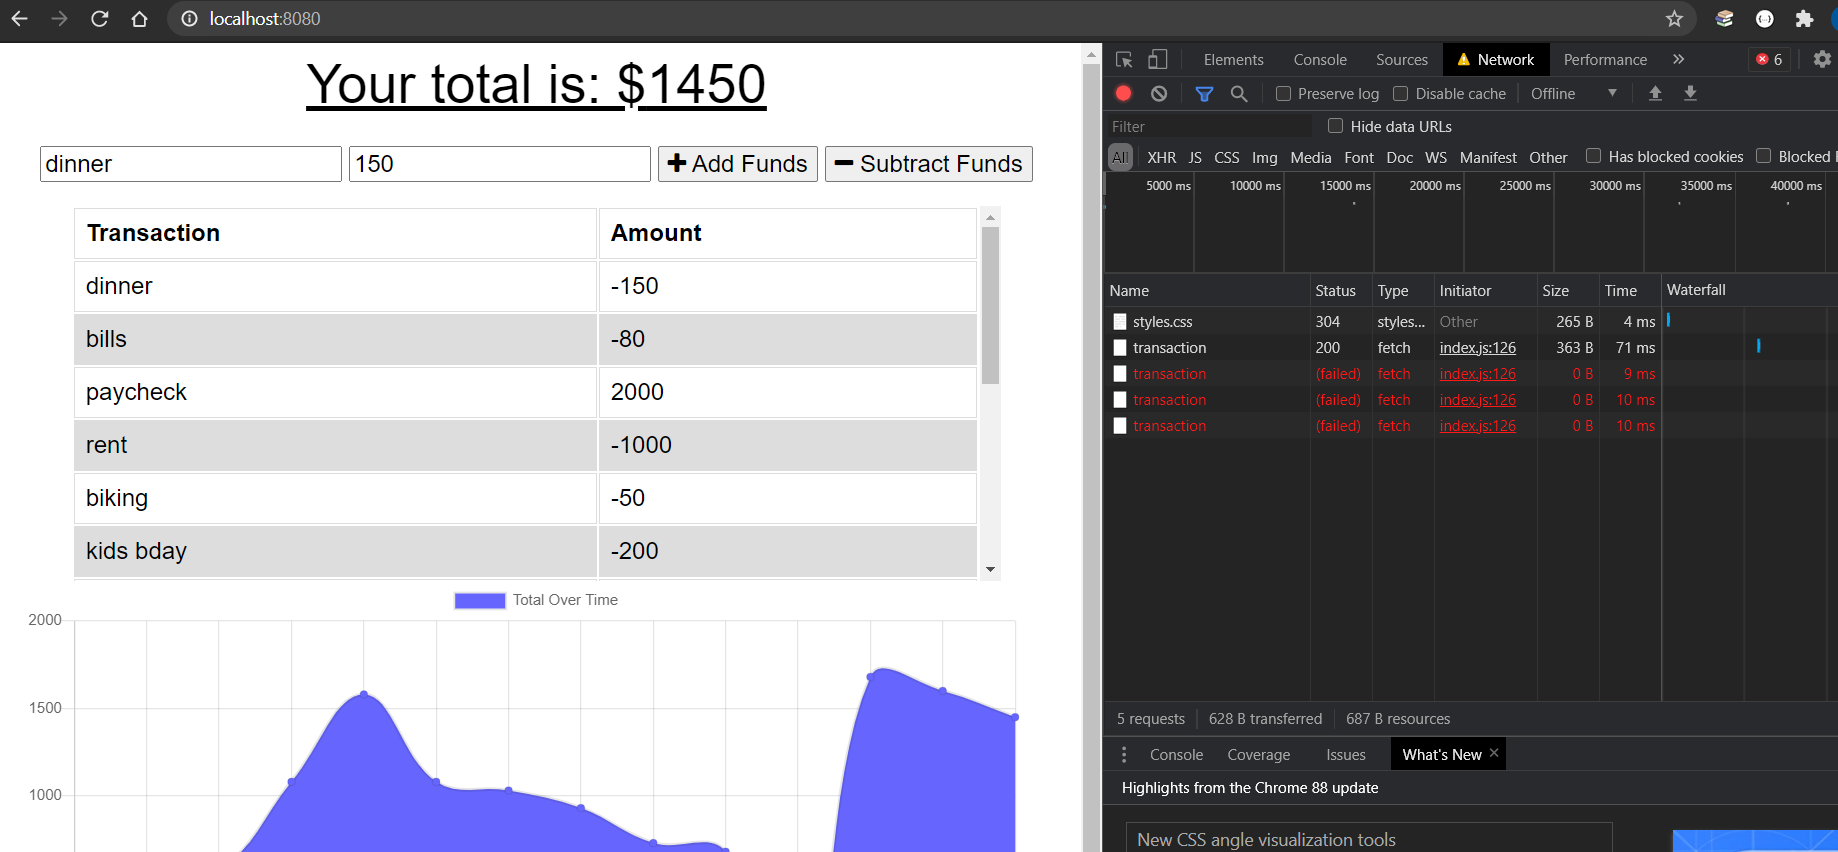 localhost:8080
Your total is: $1450
dinner 150 Add Funds Subtract Funds
Transaction Amount
dinner -150
bills -80
paycheck 2000
rent -1000
biking -50
kids bday -200
Total Over Time
2000
1500
1000
Elements Console Sources Network Performance 6
Preserve log Disable cache Offline
Filter Hide data URLs
All XHR JS CSS Img Media Font Doc WS Manifest Other Has blocked cookies Blocked
5000 ms 10000 ms 15000 ms 20000 ms 25000 ms 30000 ms 35000 ms 40000 ms
Name Status Type Initiator Size Time Waterfall
styles.css 304 styles... Other 265 B 4 ms
transaction 200 fetch index.js:126 363 B 71 ms
transaction (failed) fetch index.js:126 0 B 9 ms
transaction (failed) fetch index.js:126 0 B 10 ms
transaction (failed) fetch index.js:126 0 B 10 ms
5 requests 628 B transferred 687 B resources
Console Coverage Issues What's New
Highlights from the Chrome 88 update
New CSS angle visualization tools